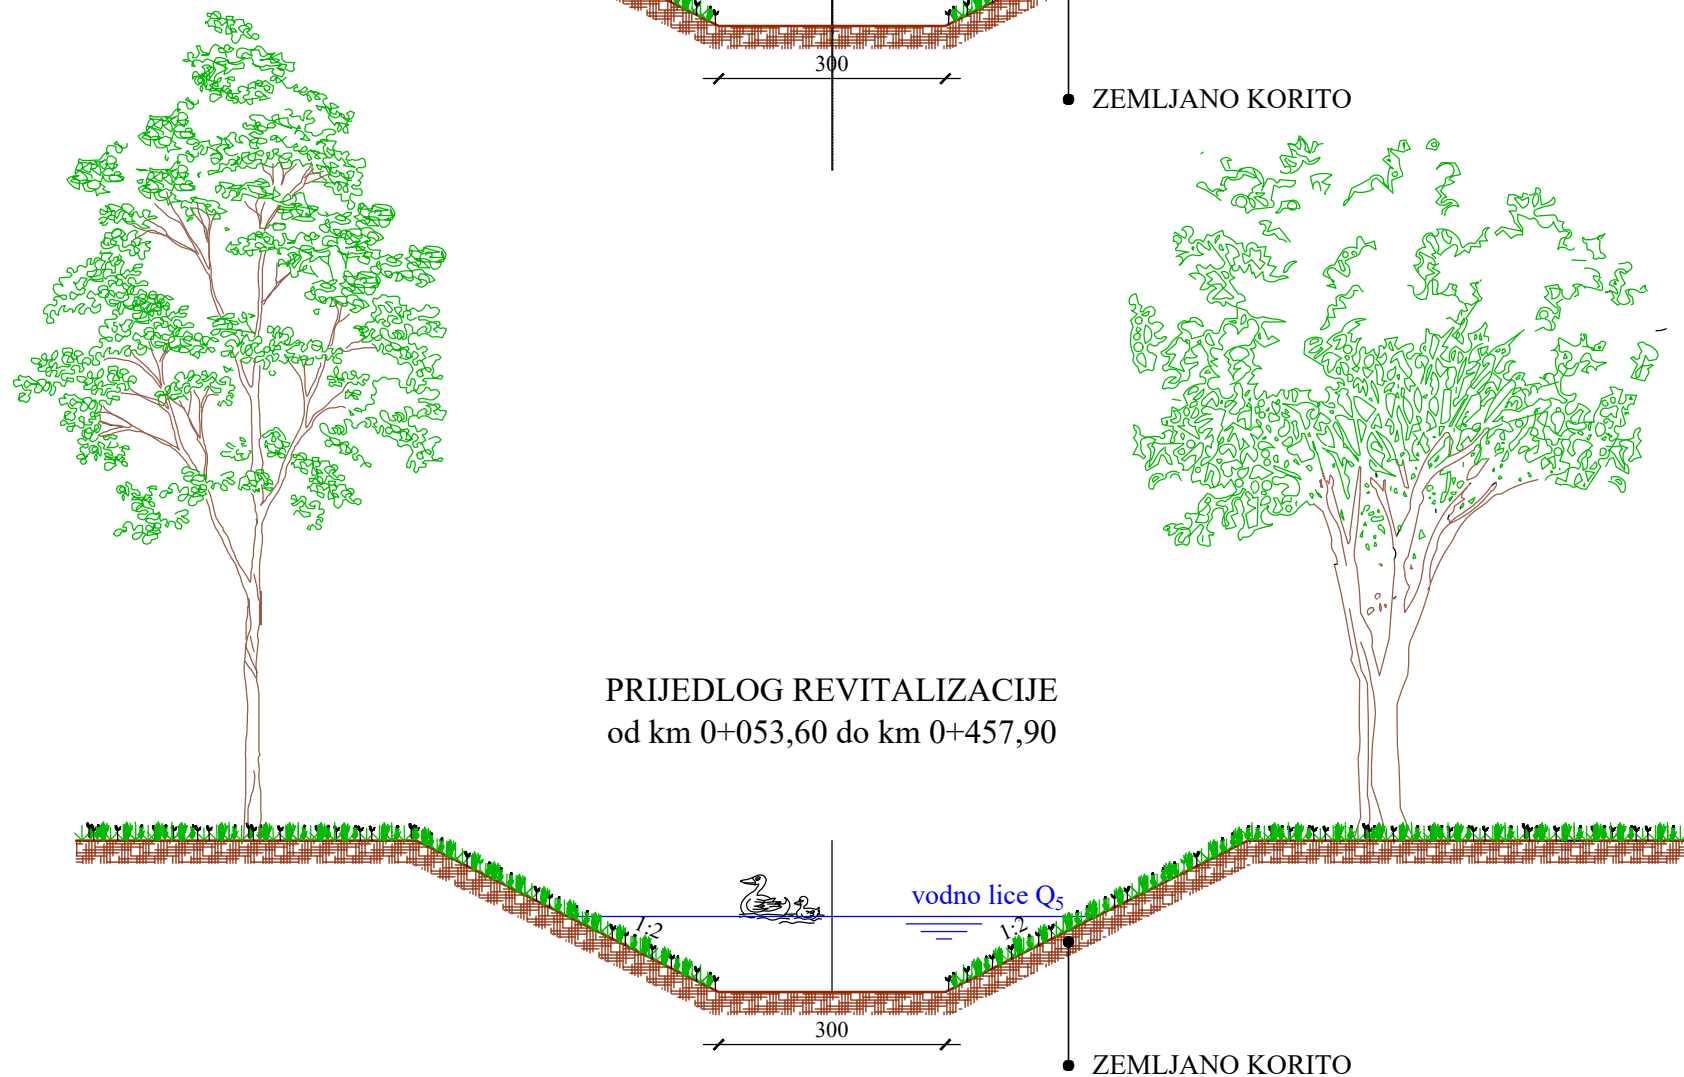 300
ZEMLJANO KORITO
PRIJEDLOG REVITALIZACIJE
od km 0+053,60 do km 0+457,90
vodno lice Q₅
1:2
1:2
300
ZEMLJANO KORITO